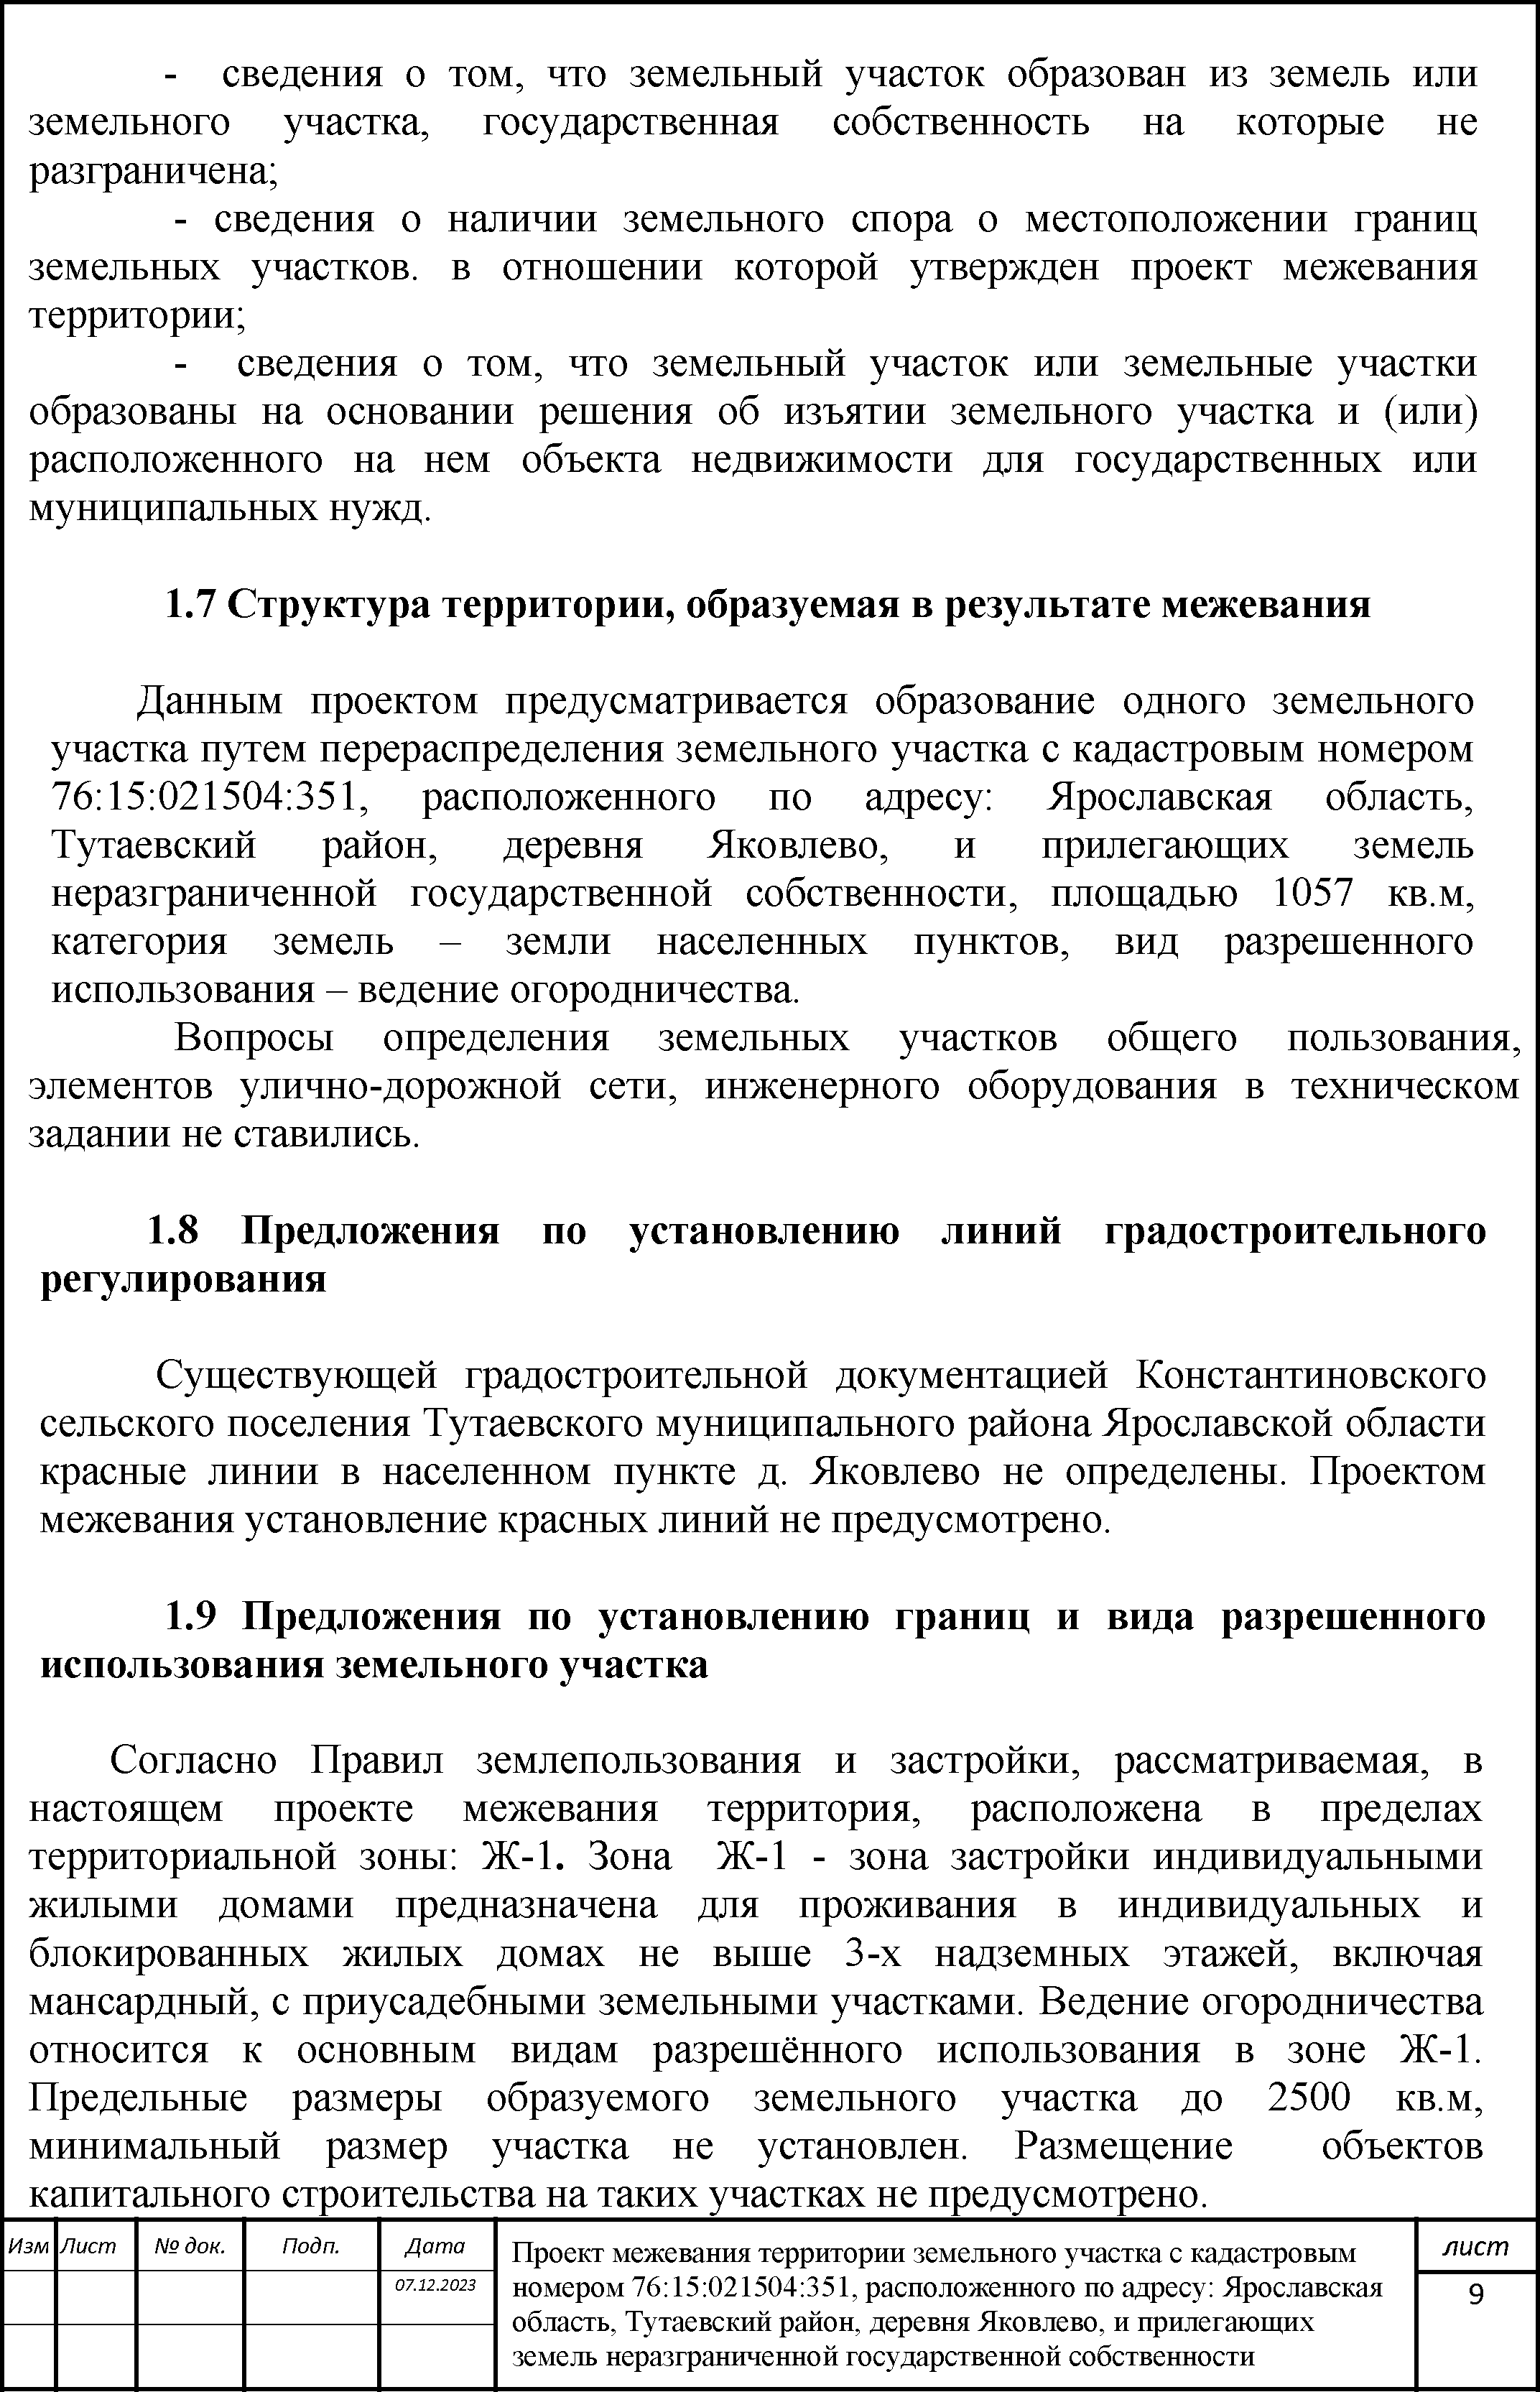 - сведения о том, что земельный участок образован из земель или
земельного участка, государственная собственность на которые не
разграничена;
- сведения о наличии земельного спора о местоположении границ
земельных участков. в отношении которой утвержден проект межевания
территории;
- сведения о том, что земельный участок или земельные участки
образованы на основании решения об изъятии земельного участка и (или)
расположенного на нем объекта недвижимости для государственных или
муниципальных нужд.
1.7 Структура территории, образуемая в результате межевания
Данным проектом предусматривается образование одного земельного
участка путем перераспределения земельного участка с кадастровым номером
76:15:021504:351, расположенного по адресу: Ярославская область,
Тутаевский район, деревня Яковлево, и прилегающих земель
неразграниченной государственной собственности, площадью 1057 кв.м,
категория земель – земли населенных пунктов, вид разрешенного
использования – ведение огородничества.
Вопросы определения земельных участков общего пользования,
элементов улично-дорожной сети, инженерного оборудования в техническом
задании не ставились.
1.8 Предложения по установлению линий градостроительного
регулирования
Существующей градостроительной документацией Константиновского
сельского поселения Тутаевского муниципального района Ярославской области
красные линии в населенном пункте д. Яковлево не определены. Проектом
межевания установление красных линий не предусмотрено.
1.9 Предложения по установлению границ и вида разрешенного
использования земельного участка
Согласно Правил землепользования и застройки, рассматриваемая, в
настоящем проекте межевания территория, расположена в пределах
территориальной зоны: Ж-1. Зона Ж-1 - зона застройки индивидуальными
жилыми домами предназначена для проживания в индивидуальных и
блокированных жилых домах не выше 3-х надземных этажей, включая
мансардный, с приусадебными земельными участками. Ведение огородничества
относится к основным видам разрешённого использования в зоне Ж-1.
Предельные размеры образуемого земельного участка до 2500 кв.м,
минимальный размер участка не установлен. Размещение объектов
капитального строительства на таких участках не предусмотрено.
Изм Лист № док. Подп. Дата
07.12.2023
Проект межевания территории земельного участка с кадастровым
номером 76:15:021504:351, расположенного по адресу: Ярославская
область, Тутаевский район, деревня Яковлево, и прилегающих
земель неразграниченной государственной собственности
лист
9